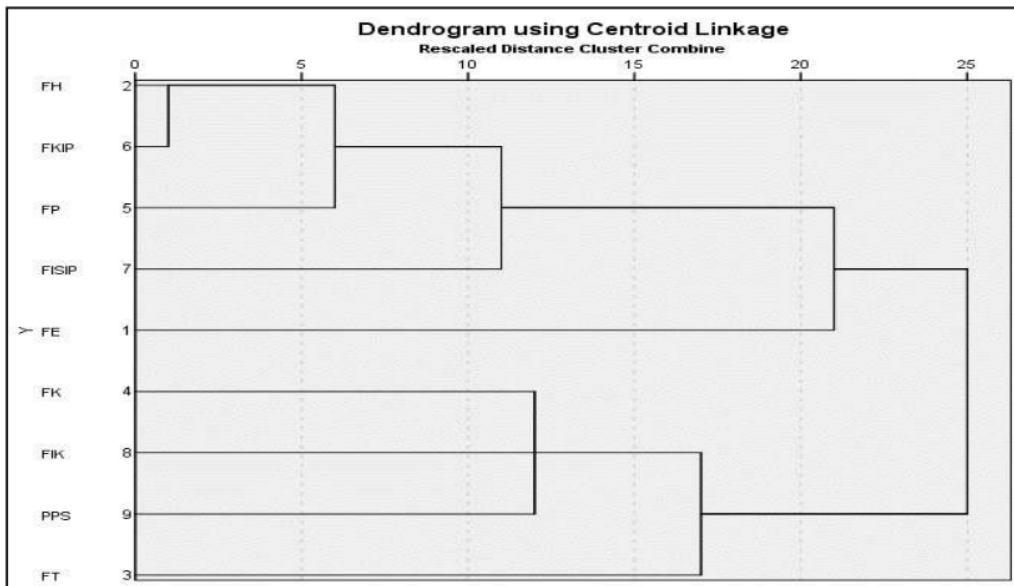 Dendrogram using Centroid Linkage
Rescaled Distance Cluster Combine
0 5 10 15 20 25
FH 2
FKIP 6
FP 5
FISIP 7
Y FE 1
FK 4
FIK 8
PPS 9
FT 3